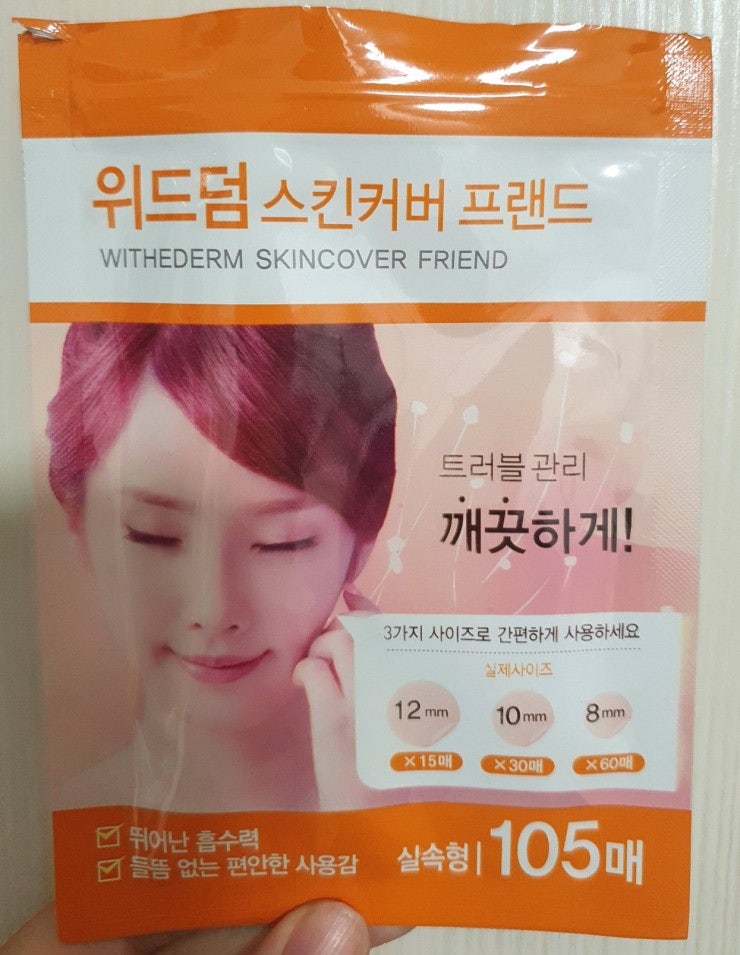 위드덤 스킨커버 프랜드
WITHEDERM SKINCOVER FRIEND
트러블 관리
깨끗하게!
3가지 사이즈로 간편하게 사용하세요
실제사이즈
12mm 10mm 8mm
×15매 ×30매 ×60매
뛰어난 흡수력
들뜸 없는 편안한 사용감
실속형 | 105매